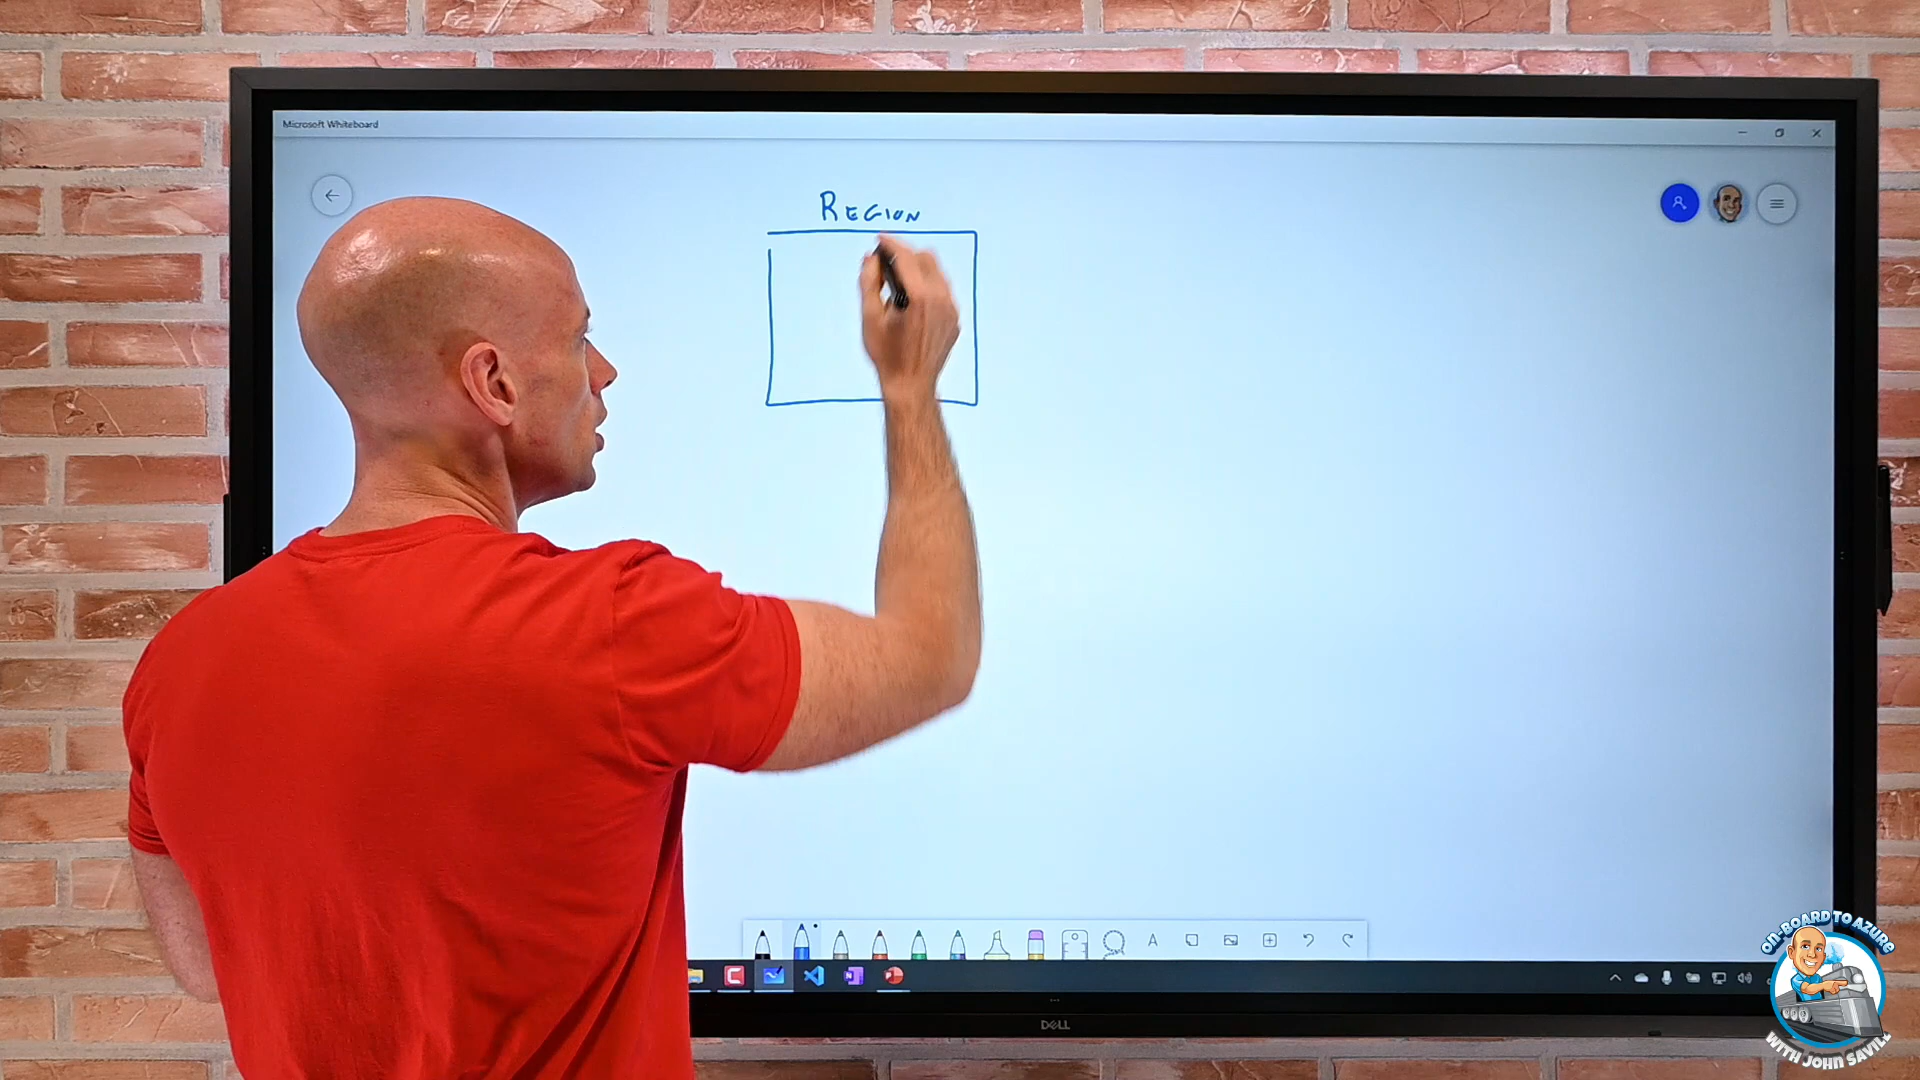 Microsoft Whiteboard
REGION
A
N
DELL
ON-BOARD TO AZURE
WITH JOHN SAVILL